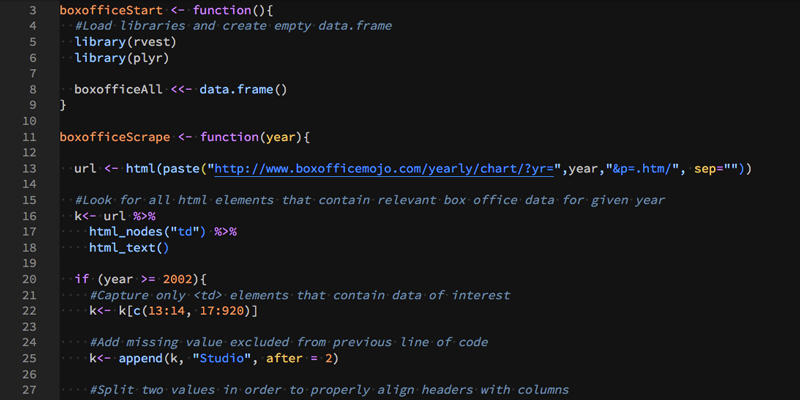 3 boxofficeStart <- function(){
4 #Load libraries and create empty data.frame
5 library(rvest)
6 library(plyr)
7
8 boxofficeAll <<- data.frame()
9 }
10
11 boxofficeScrape <- function(year){
12
13 url <- html(paste("http://www.boxofficemojo.com/yearly/chart/?yr=",year,"&p=.htm/", sep=""))
14
15 #Look for all html elements that contain relevant box office data for given year
16 k<- url %>%
17 html_nodes("td") %>%
18 html_text()
19
20 if (year >= 2002){
21 #Capture only <td> elements that contain data of interest
22 k<- k[c(13:14, 17:920)]
23
24 #Add missing value excluded from previous line of code
25 k<- append(k, "Studio", after = 2)
26
27 #Split two values in order to properly align headers with columns